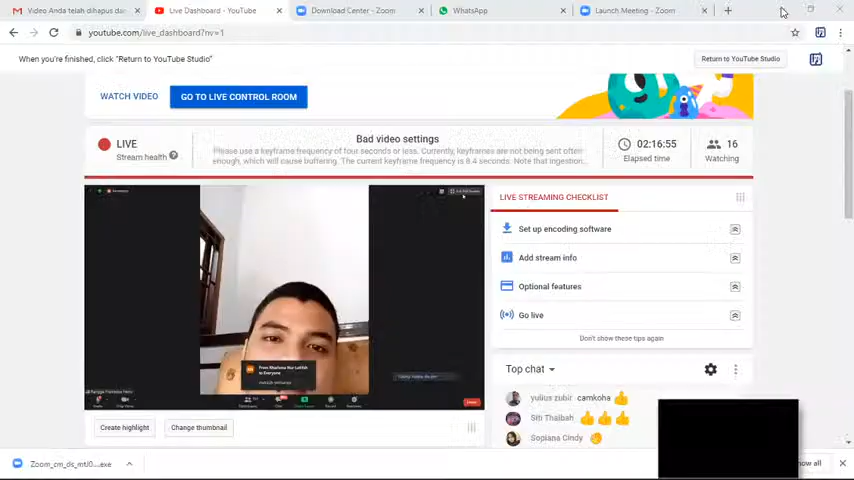 Video Anda telah dihapus dar
Live Dashboard - YouTube
Download Center - Zoom
WhatsApp
Launch Meeting - Zoom
youtube.com/live_dashboard?nv=1
When you're finished, click "Return to YouTube Studio"
Return to YouTube Studio
WATCH VIDEO
GO TO LIVE CONTROL ROOM
LIVE
Stream health
Bad video settings
Please use a keyframe frequency of four seconds or less. Currently, keyframes are not being sent often
enough, which will cause buffering. The current keyframe frequency is 8.4 seconds. Note that ingestion
02:16:55
Elapsed time
16
Watching
LIVE STREAMING CHECKLIST
Set up encoding software
Add stream info
Optional features
Go live
Don't show these tips again
to Everyone
Top chat
yulius zubir camkoha
Siti Thalibah
Sopiana Cindy
Create highlight
Change thumbnail
Zoom_cm_ds_mtJ0....exe